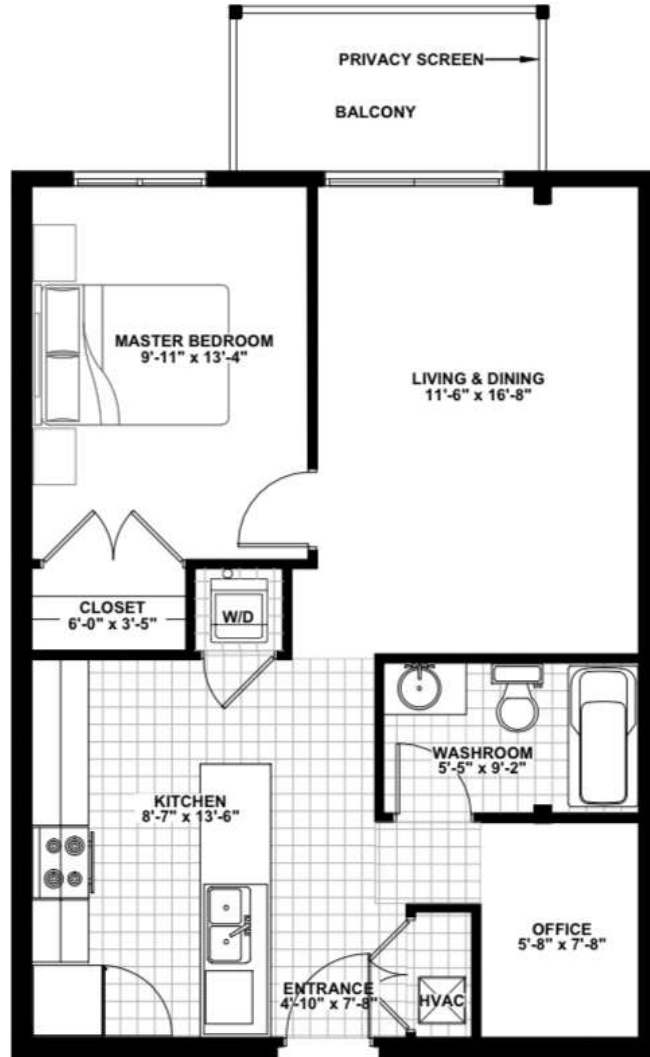 PRIVACY SCREEN
BALCONY
MASTER BEDROOM
9'-11" x 13'-4"
LIVING & DINING
11'-6" x 16'-8"
CLOSET
6'-0" x 3'-5"
W/D
WASHROOM
5'-5" x 9'-2"
KITCHEN
8'-7" x 13'-6"
OFFICE
5'-8" x 7'-8"
ENTRANCE
4'-10" x 7'-8"
HVAC